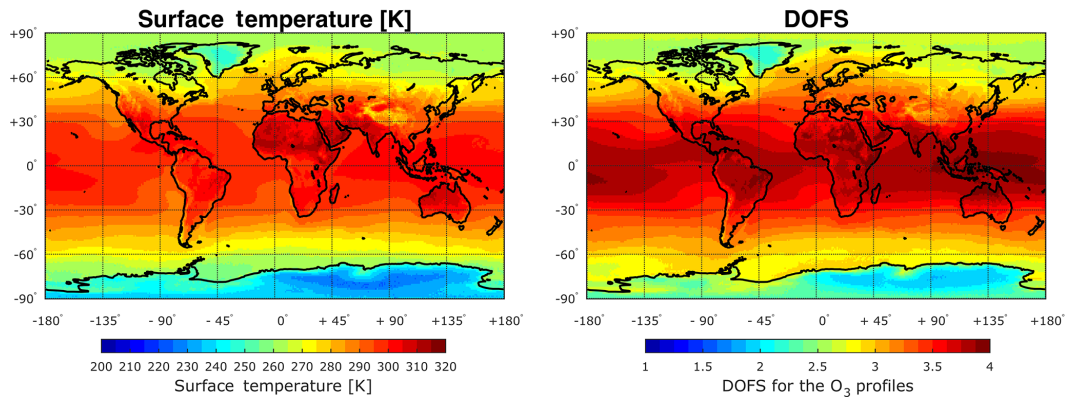 Surface temperature [K]
+90°
+60°
+30°
0°
-30°
-60°
-90°
-180° -135° - 90° - 45° 0° + 45° + 90° +135° +180°
200 210 220 230 240 250 260 270 280 290 300 310 320
Surface temperature [K]
DOFS
+90°
+60°
+30°
0°
-30°
-60°
-90°
-180° -135° - 90° - 45° 0° + 45° + 90° +135° +180°
1 1.5 2 2.5 3 3.5 4
DOFS for the O₃ profiles